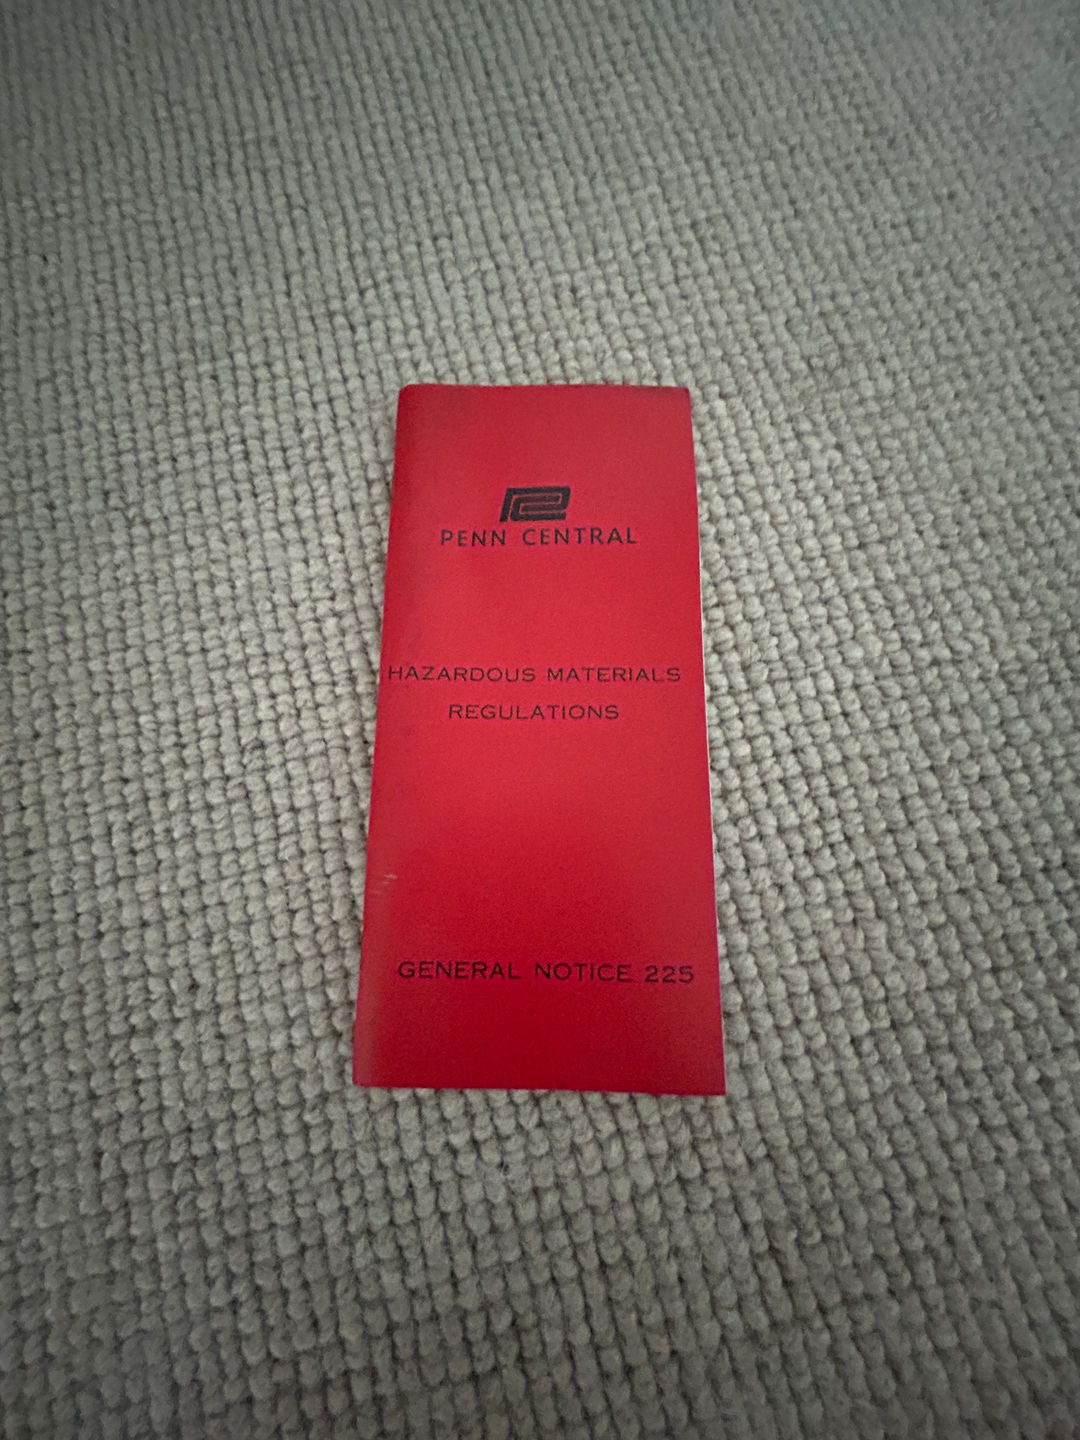 PENN CENTRAL
HAZARDOUS MATERIALS
REGULATIONS
GENERAL NOTICE 225